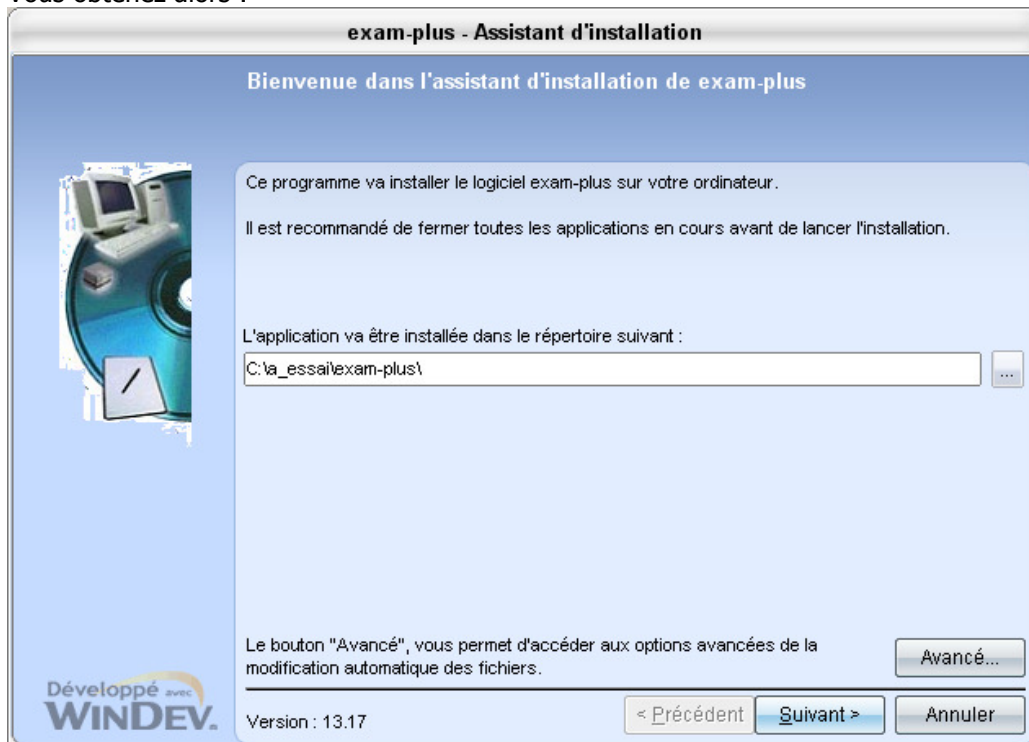 Vous obtenez alors :
exam-plus - Assistant d'installation
Bienvenue dans l'assistant d'installation de exam-plus
Ce programme va installer le logiciel exam-plus sur votre ordinateur.
Il est recommandé de fermer toutes les applications en cours avant de lancer l'installation.
L'application va être installée dans le répertoire suivant :
C:\a_essai\exam-plus\
...
Le bouton "Avancé", vous permet d'accéder aux options avancées de la
modification automatique des fichiers.
Avancé...
Développé avec
WINDEV.
Version : 13.17
< Précédent
Suivant >
Annuler